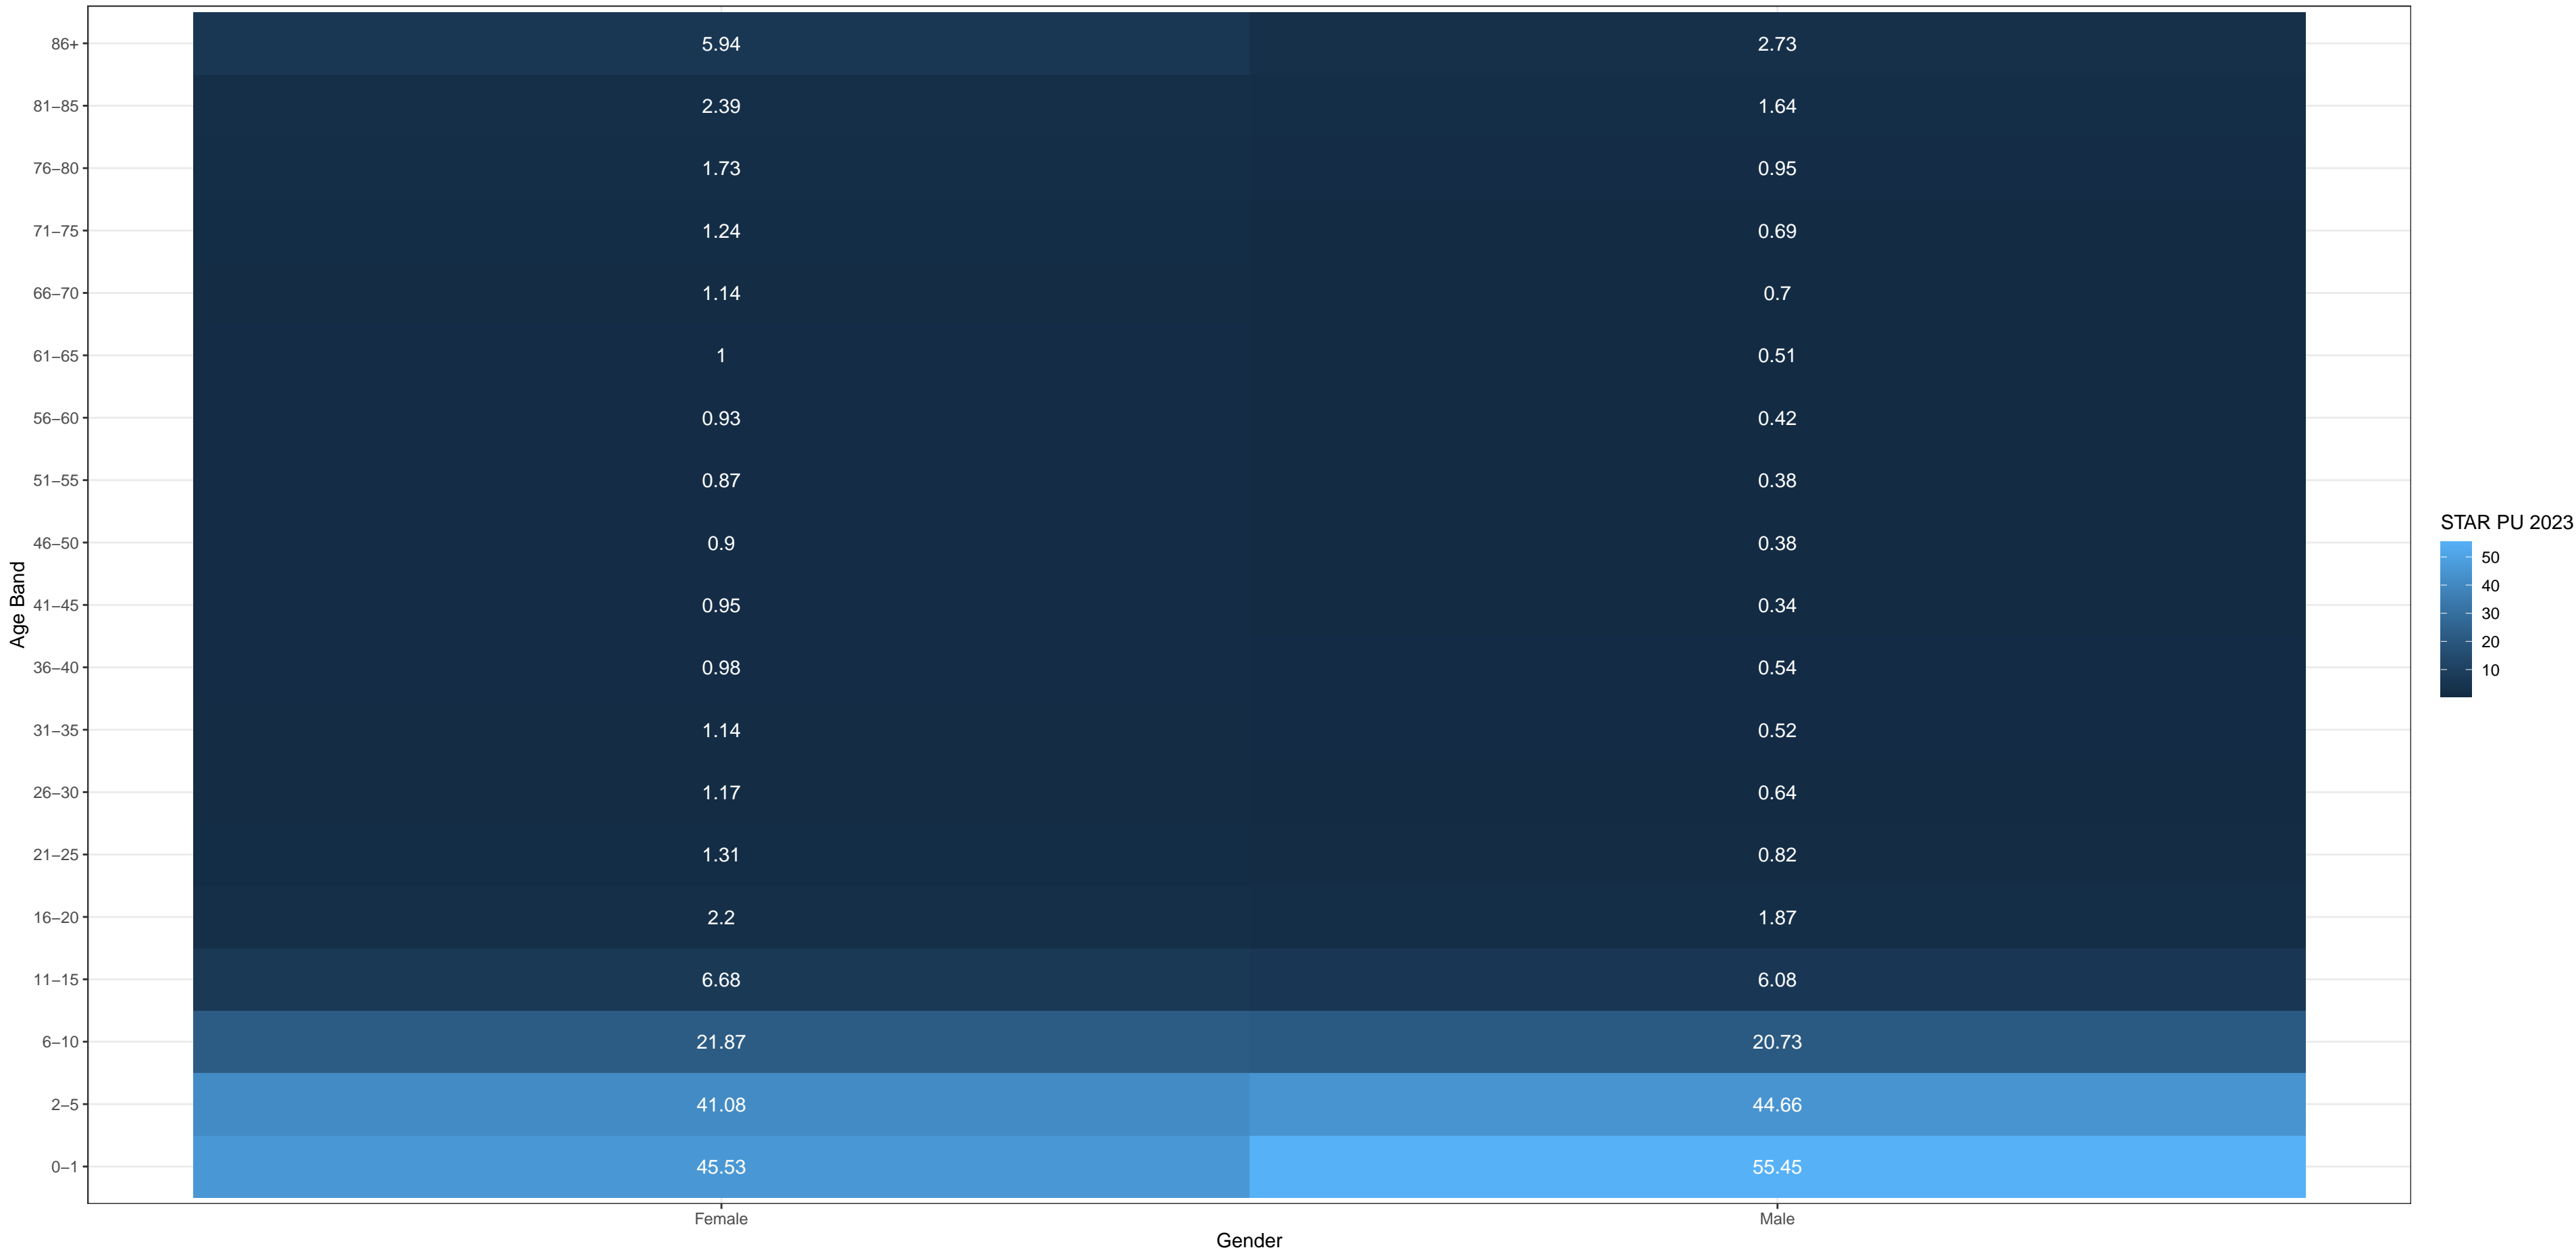 86+ 5.94 2.73
81–85 2.39 1.64
76–80 1.73 0.95
71–75 1.24 0.69
66–70 1.14 0.7
61–65 1 0.51
56–60 0.93 0.42
51–55 0.87 0.38
46–50 0.9 0.38
41–45 0.95 0.34
36–40 0.98 0.54
31–35 1.14 0.52
26–30 1.17 0.64
21–25 1.31 0.82
16–20 2.2 1.87
11–15 6.68 6.08
6–10 21.87 20.73
2–5 41.08 44.66
0–1 45.53 55.45
Female Male
Gender
Age Band
STAR PU 2023
50
40
30
20
10